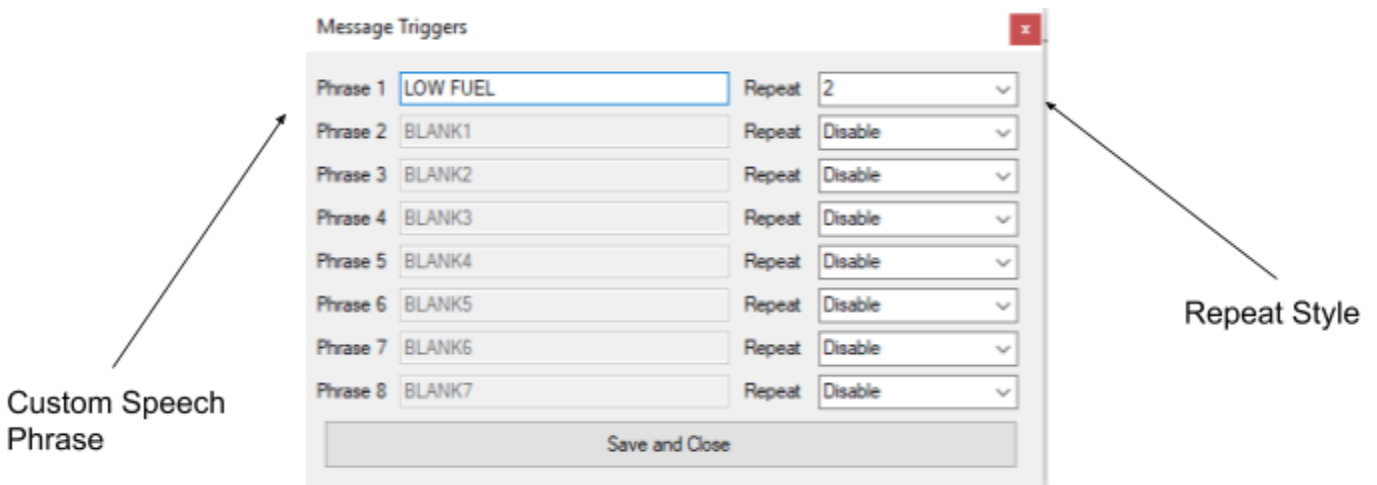 Message Triggers
x
Phrase 1 LOW FUEL Repeat 2
Phrase 2 BLANK1 Repeat Disable
Phrase 3 BLANK2 Repeat Disable
Phrase 4 BLANK3 Repeat Disable
Phrase 5 BLANK4 Repeat Disable
Phrase 6 BLANK5 Repeat Disable
Phrase 7 BLANK6 Repeat Disable
Phrase 8 BLANK7 Repeat Disable
Save and Close
Custom Speech
Phrase
Repeat Style